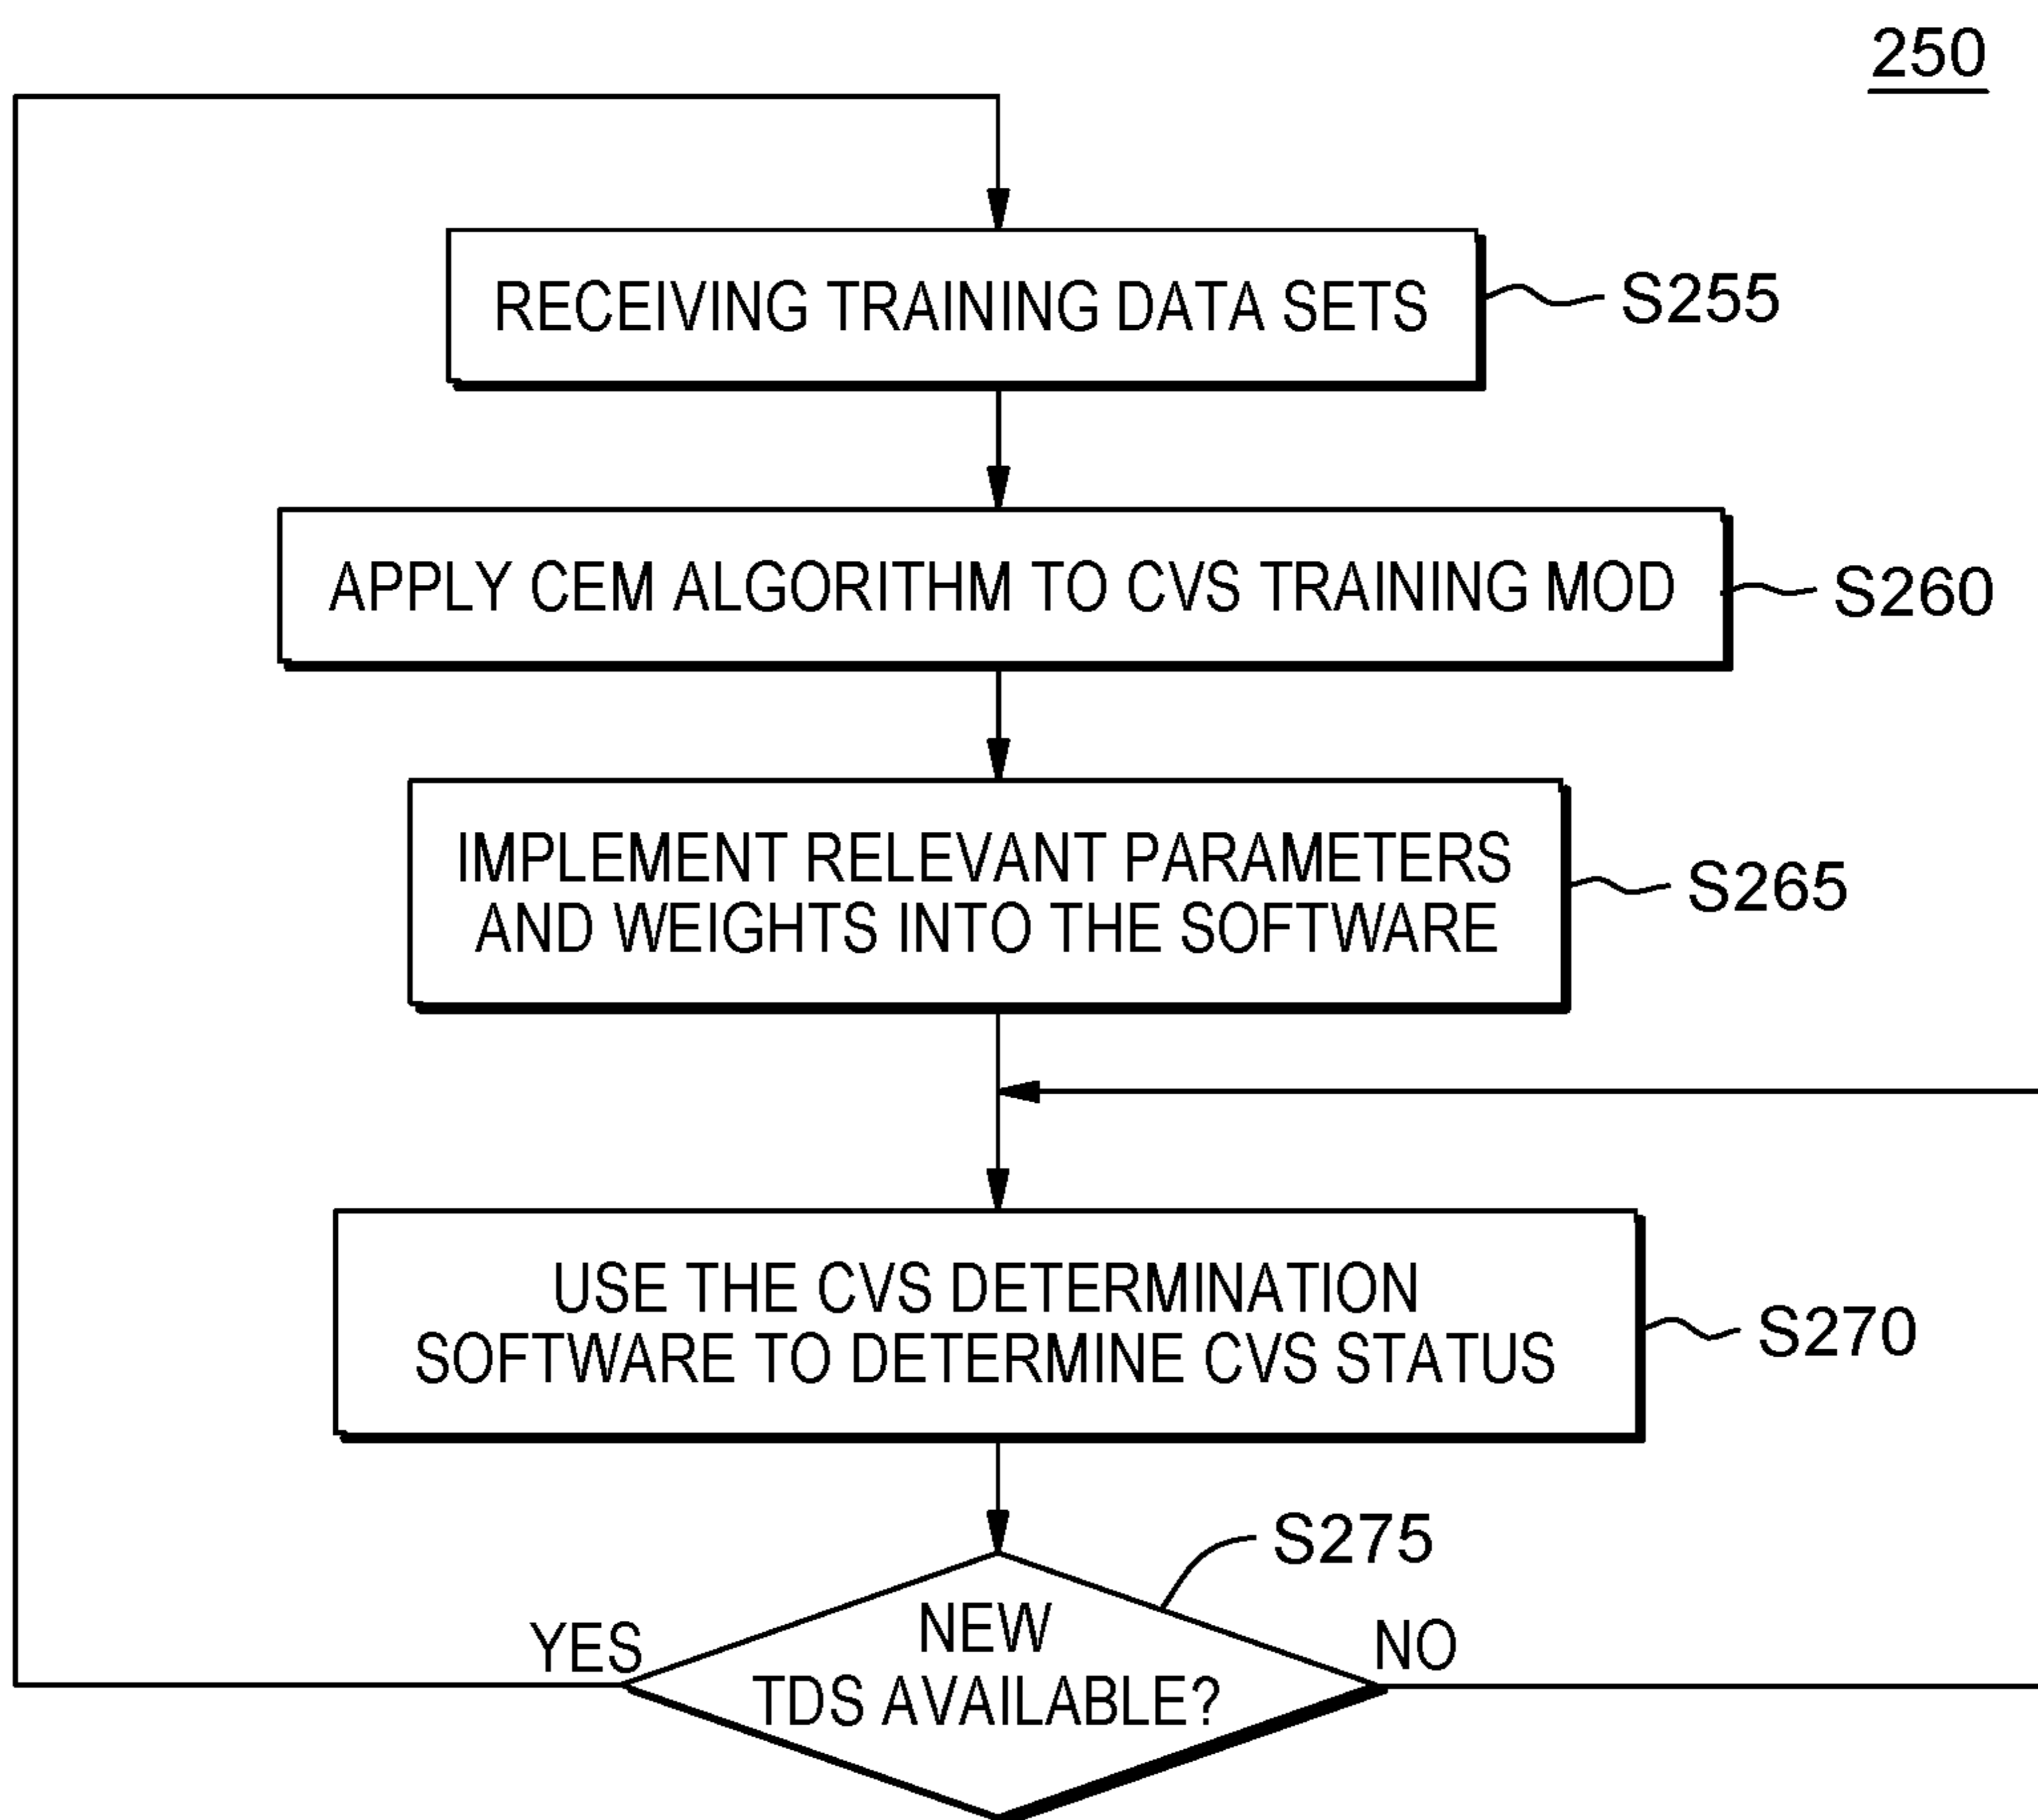 250
RECEIVING TRAINING DATA SETS
S255
APPLY CEM ALGORITHM TO CVS TRAINING MOD
S260
IMPLEMENT RELEVANT PARAMETERS
AND WEIGHTS INTO THE SOFTWARE
S265
USE THE CVS DETERMINATION
SOFTWARE TO DETERMINE CVS STATUS
S270
S275
YES
NEW
TDS AVAILABLE?
NO